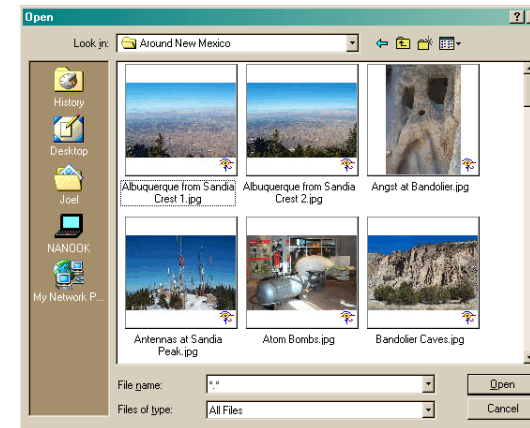 Open
Look in:
Around New Mexico
History
Desktop
Joel
NANOOK
My Network P...
Albuquerque from Sandia
Crest 1.jpg
Albuquerque from Sandia
Crest 2.jpg
Angst at Bandolier.jpg
Antennas at Sandia
Peak.jpg
Atom Bombs.jpg
Bandolier Caves.jpg
File name:
*.*
Open
Files of type:
All Files
Cancel